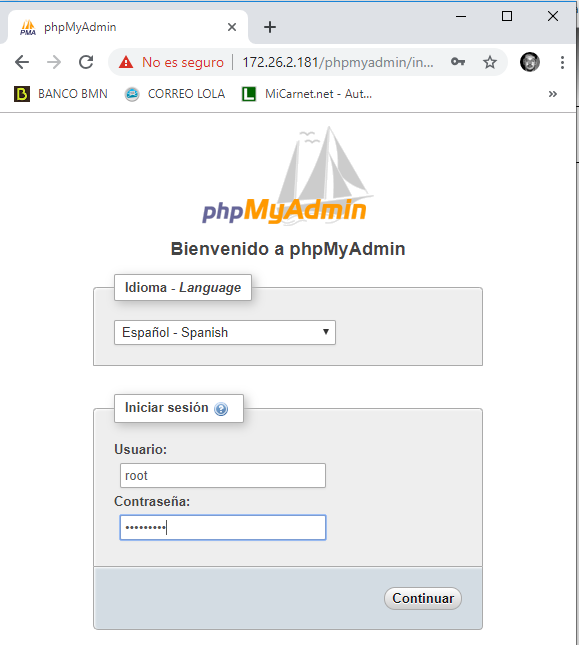 phpMyAdmin
No es seguro 172.26.2.181/phpmyadmin/in...
BANCO BMN CORREO LOLA MiCarnet.net - Aut... »
phpMyAdmin
Bienvenido a phpMyAdmin
Idioma - Language
Español - Spanish
Iniciar sesión
Usuario:
root
Contraseña:
•••••••••
Continuar